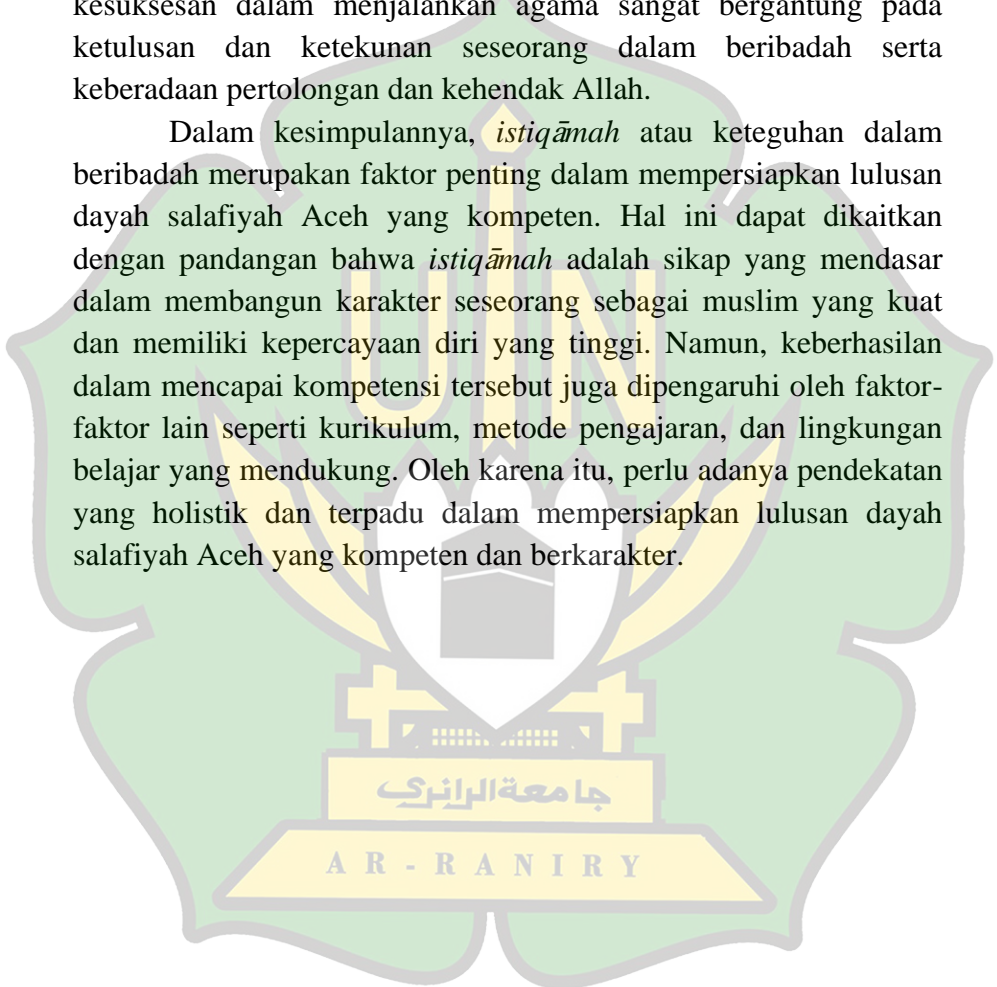 kesuksesan dalam menjalankan agama sangat bergantung pada
ketulusan dan ketekunan seseorang dalam beribadah serta
keberadaan pertolongan dan kehendak Allah.
Dalam kesimpulannya, istiqāmah atau keteguhan dalam
beribadah merupakan faktor penting dalam mempersiapkan lulusan
dayah salafiyah Aceh yang kompeten. Hal ini dapat dikaitkan
dengan pandangan bahwa istiqāmah adalah sikap yang mendasar
dalam membangun karakter seseorang sebagai muslim yang kuat
dan memiliki kepercayaan diri yang tinggi. Namun, keberhasilan
dalam mencapai kompetensi tersebut juga dipengaruhi oleh faktor-
faktor lain seperti kurikulum, metode pengajaran, dan lingkungan
belajar yang mendukung. Oleh karena itu, perlu adanya pendekatan
yang holistik dan terpadu dalam mempersiapkan lulusan dayah
salafiyah Aceh yang kompeten dan berkarakter.
UIN
جامعة الرانري
AR-RANIRY